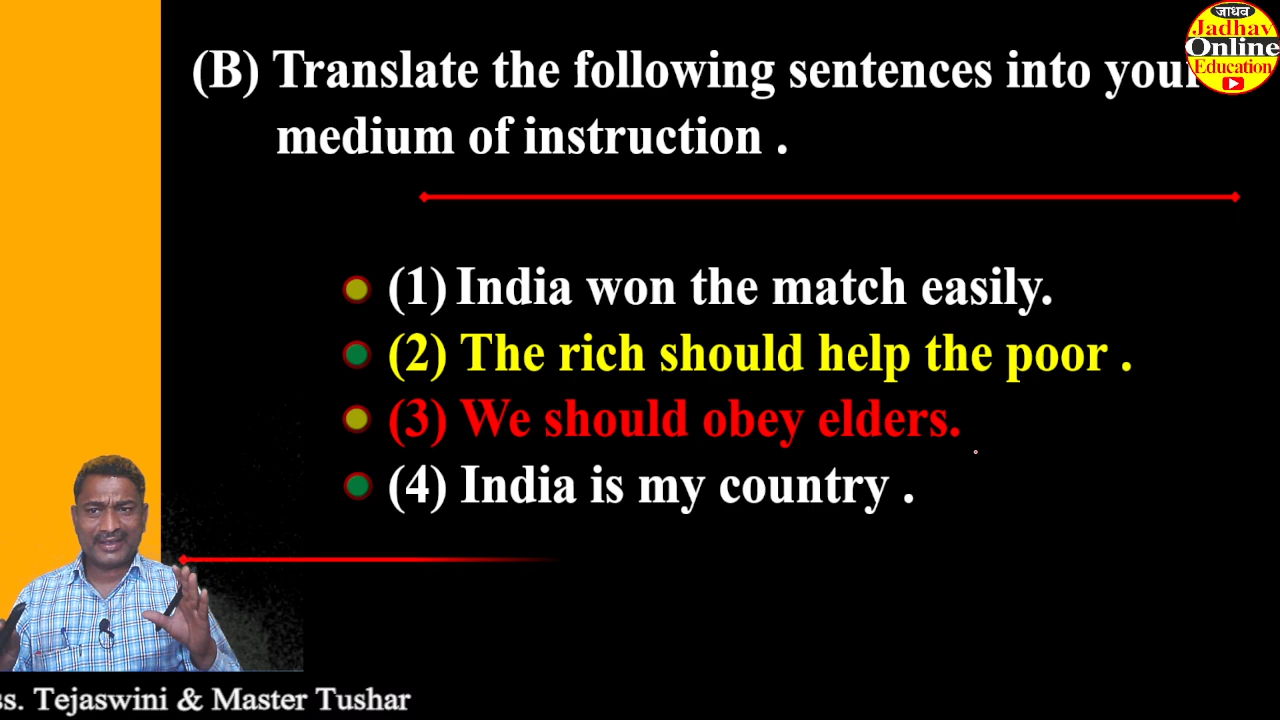 जाधव
Jadhav
Online
Education
(B) Translate the following sentences into your
medium of instruction .
(1) India won the match easily.
(2) The rich should help the poor .
(3) We should obey elders.
(4) India is my country .
ss. Tejaswini & Master Tushar